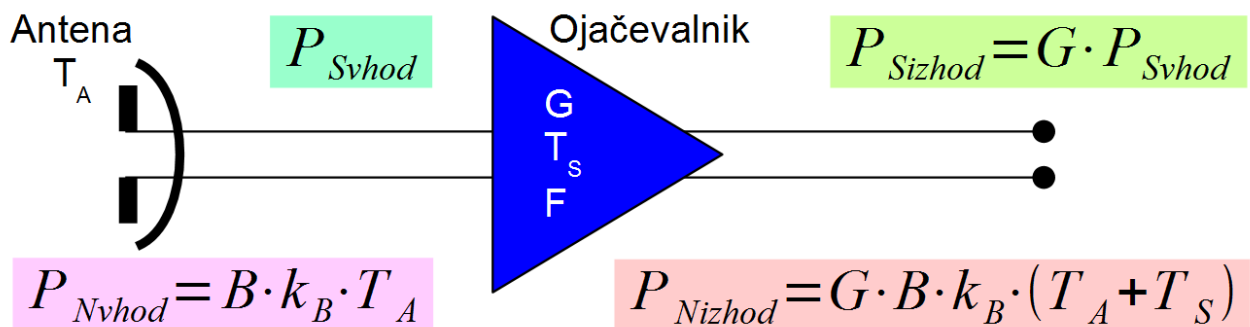 Antena
T_A
P_Svhod
Ojačevalnik
G
T_S
F
P_Sizhod = G · P_Svhod
P_Nvhod = B · k_B · T_A
P_Nizhod = G · B · k_B · (T_A + T_S)